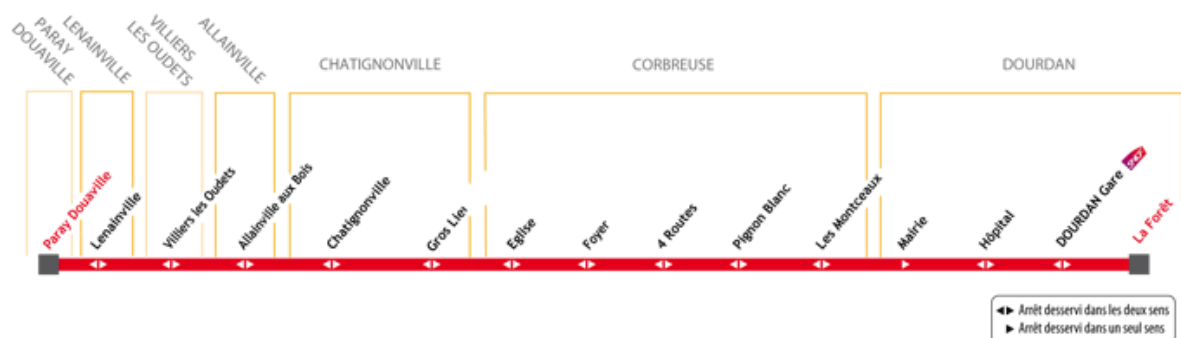 PARAY
DOUAVILLE
LENAINVILLE
VILLIERS
LES OUDETS
ALLAINVILLE
CHATIGNONVILLE
CORBREUSE
DOURDAN
Paray Douaville
Lenainville
Villiers les Oudets
Allainville aux Bois
Chatignonville
Gros
Eglise
Foyer
4 Routes
Pignon Blanc
Les Montceaux
Mairie
Hôpital
DOURDAN Gare
SNCF
La Forêt
Arrêt desservi dans les deux sens
Arrêt desservi dans un seul sens